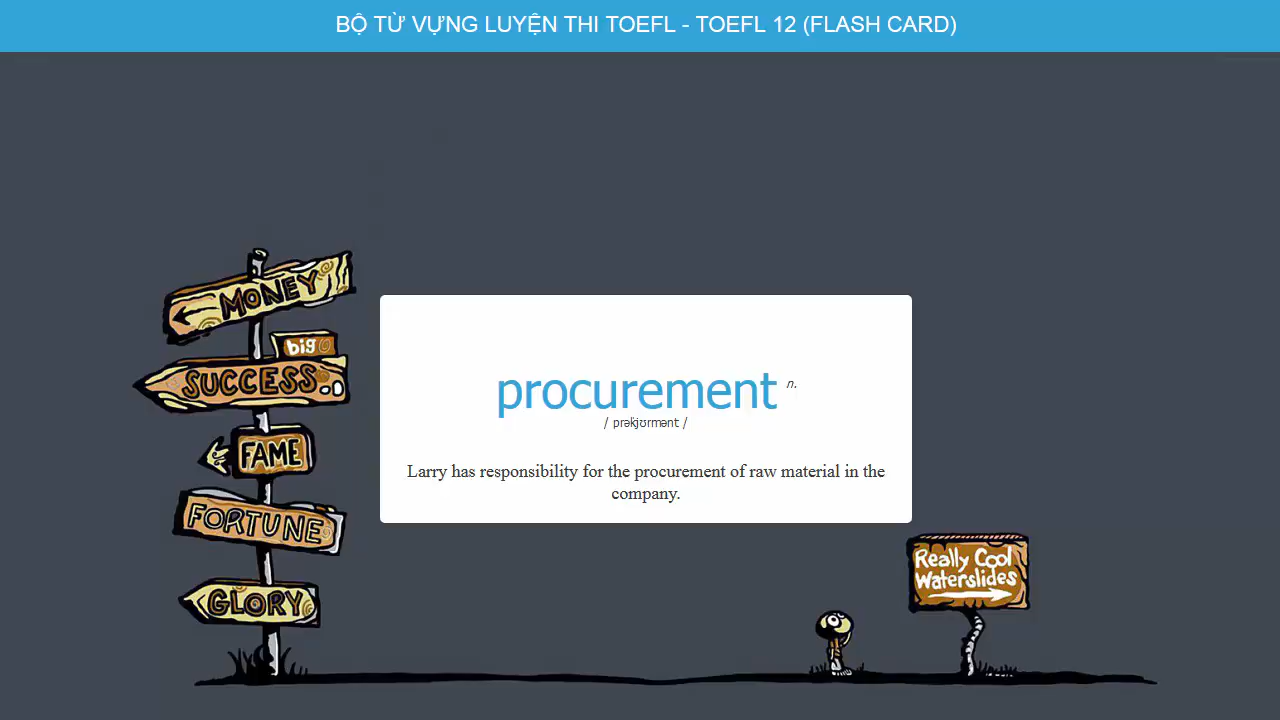 BỘ TỪ VỰNG LUYỆN THI TOEFL - TOEFL 12 (FLASH CARD)
MONEY
big
SUCCESS
FAME
FORTUNE
GLORY
procurement n.
/ prəkjʊrmənt /
Larry has responsibility for the procurement of raw material in the
company.
Really Cool
Waterslides